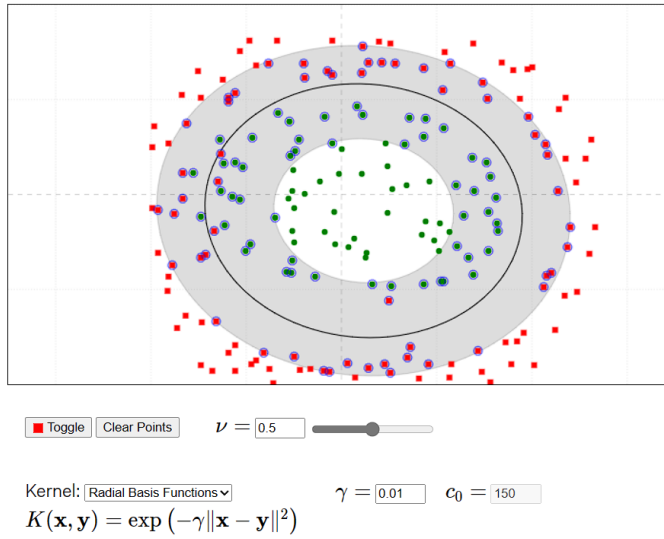 Toggle Clear Points ν = 0.5
Kernel: Radial Basis Functions γ = 0.01 c₀ = 150
K(x, y) = exp (−γ‖x − y‖²)